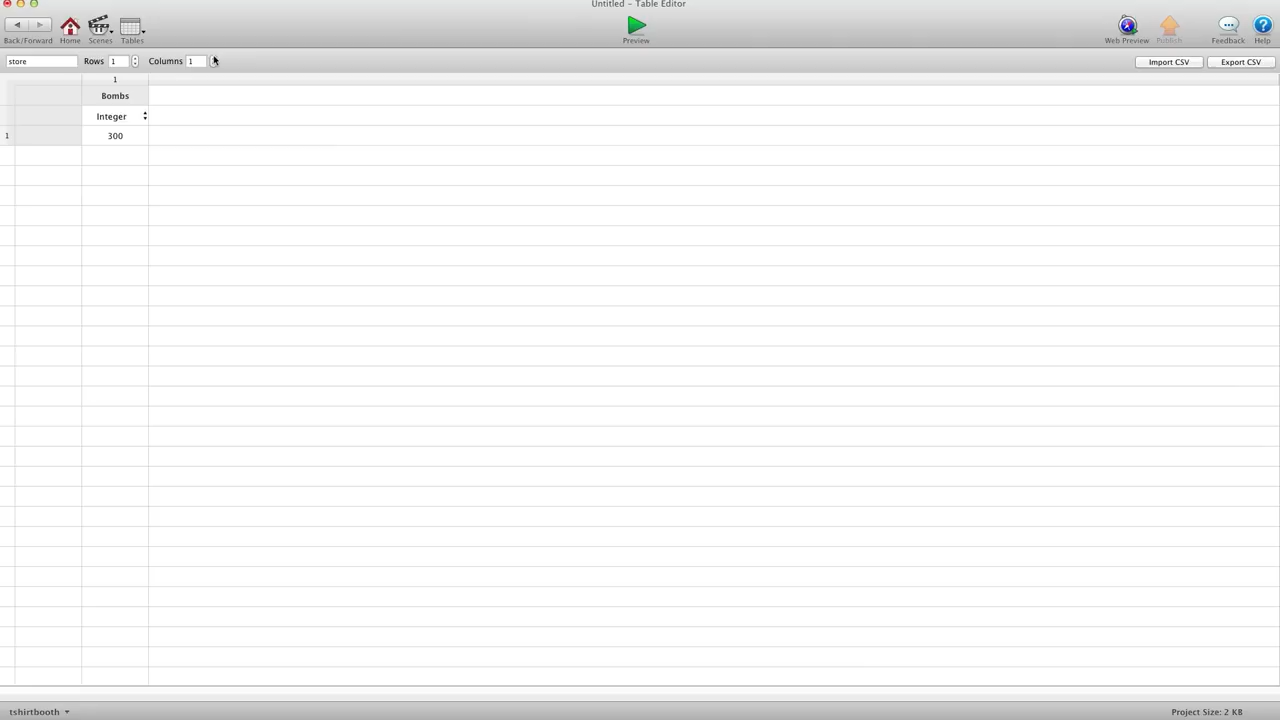 Untitled - Table Editor
Back/Forward Home Scenes Tables Preview Web Preview Publish Feedback Help
store Rows 1 Columns 1 Import CSV Export CSV
1
Bombs
Integer
1 300
tshirtbooth Project Size: 2 KB